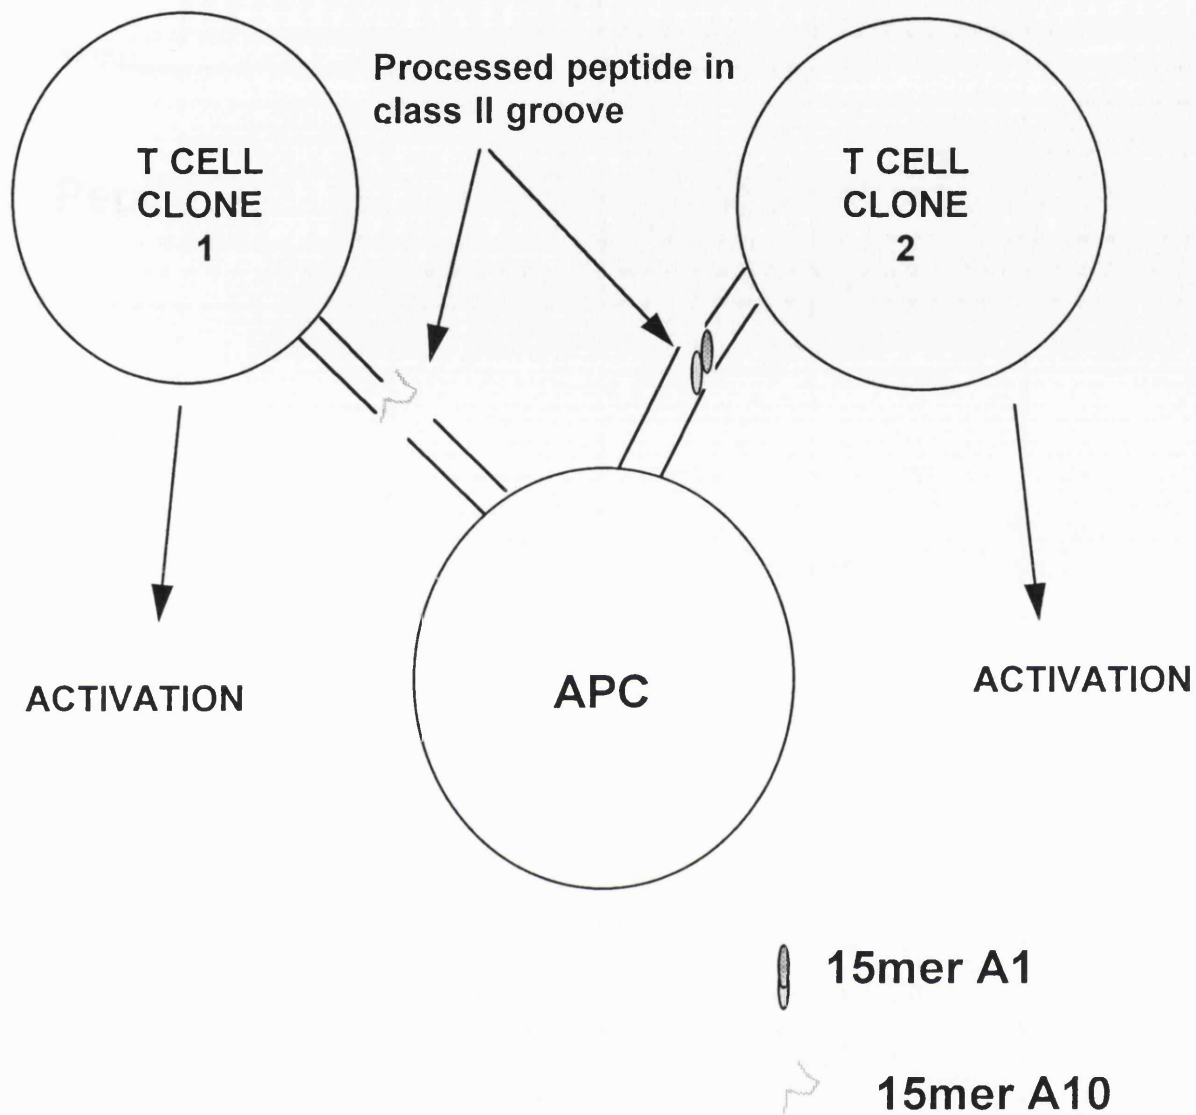 Processed peptide in
class II groove
T CELL
CLONE
1
T CELL
CLONE
2
ACTIVATION
APC
ACTIVATION
15mer A1
15mer A10